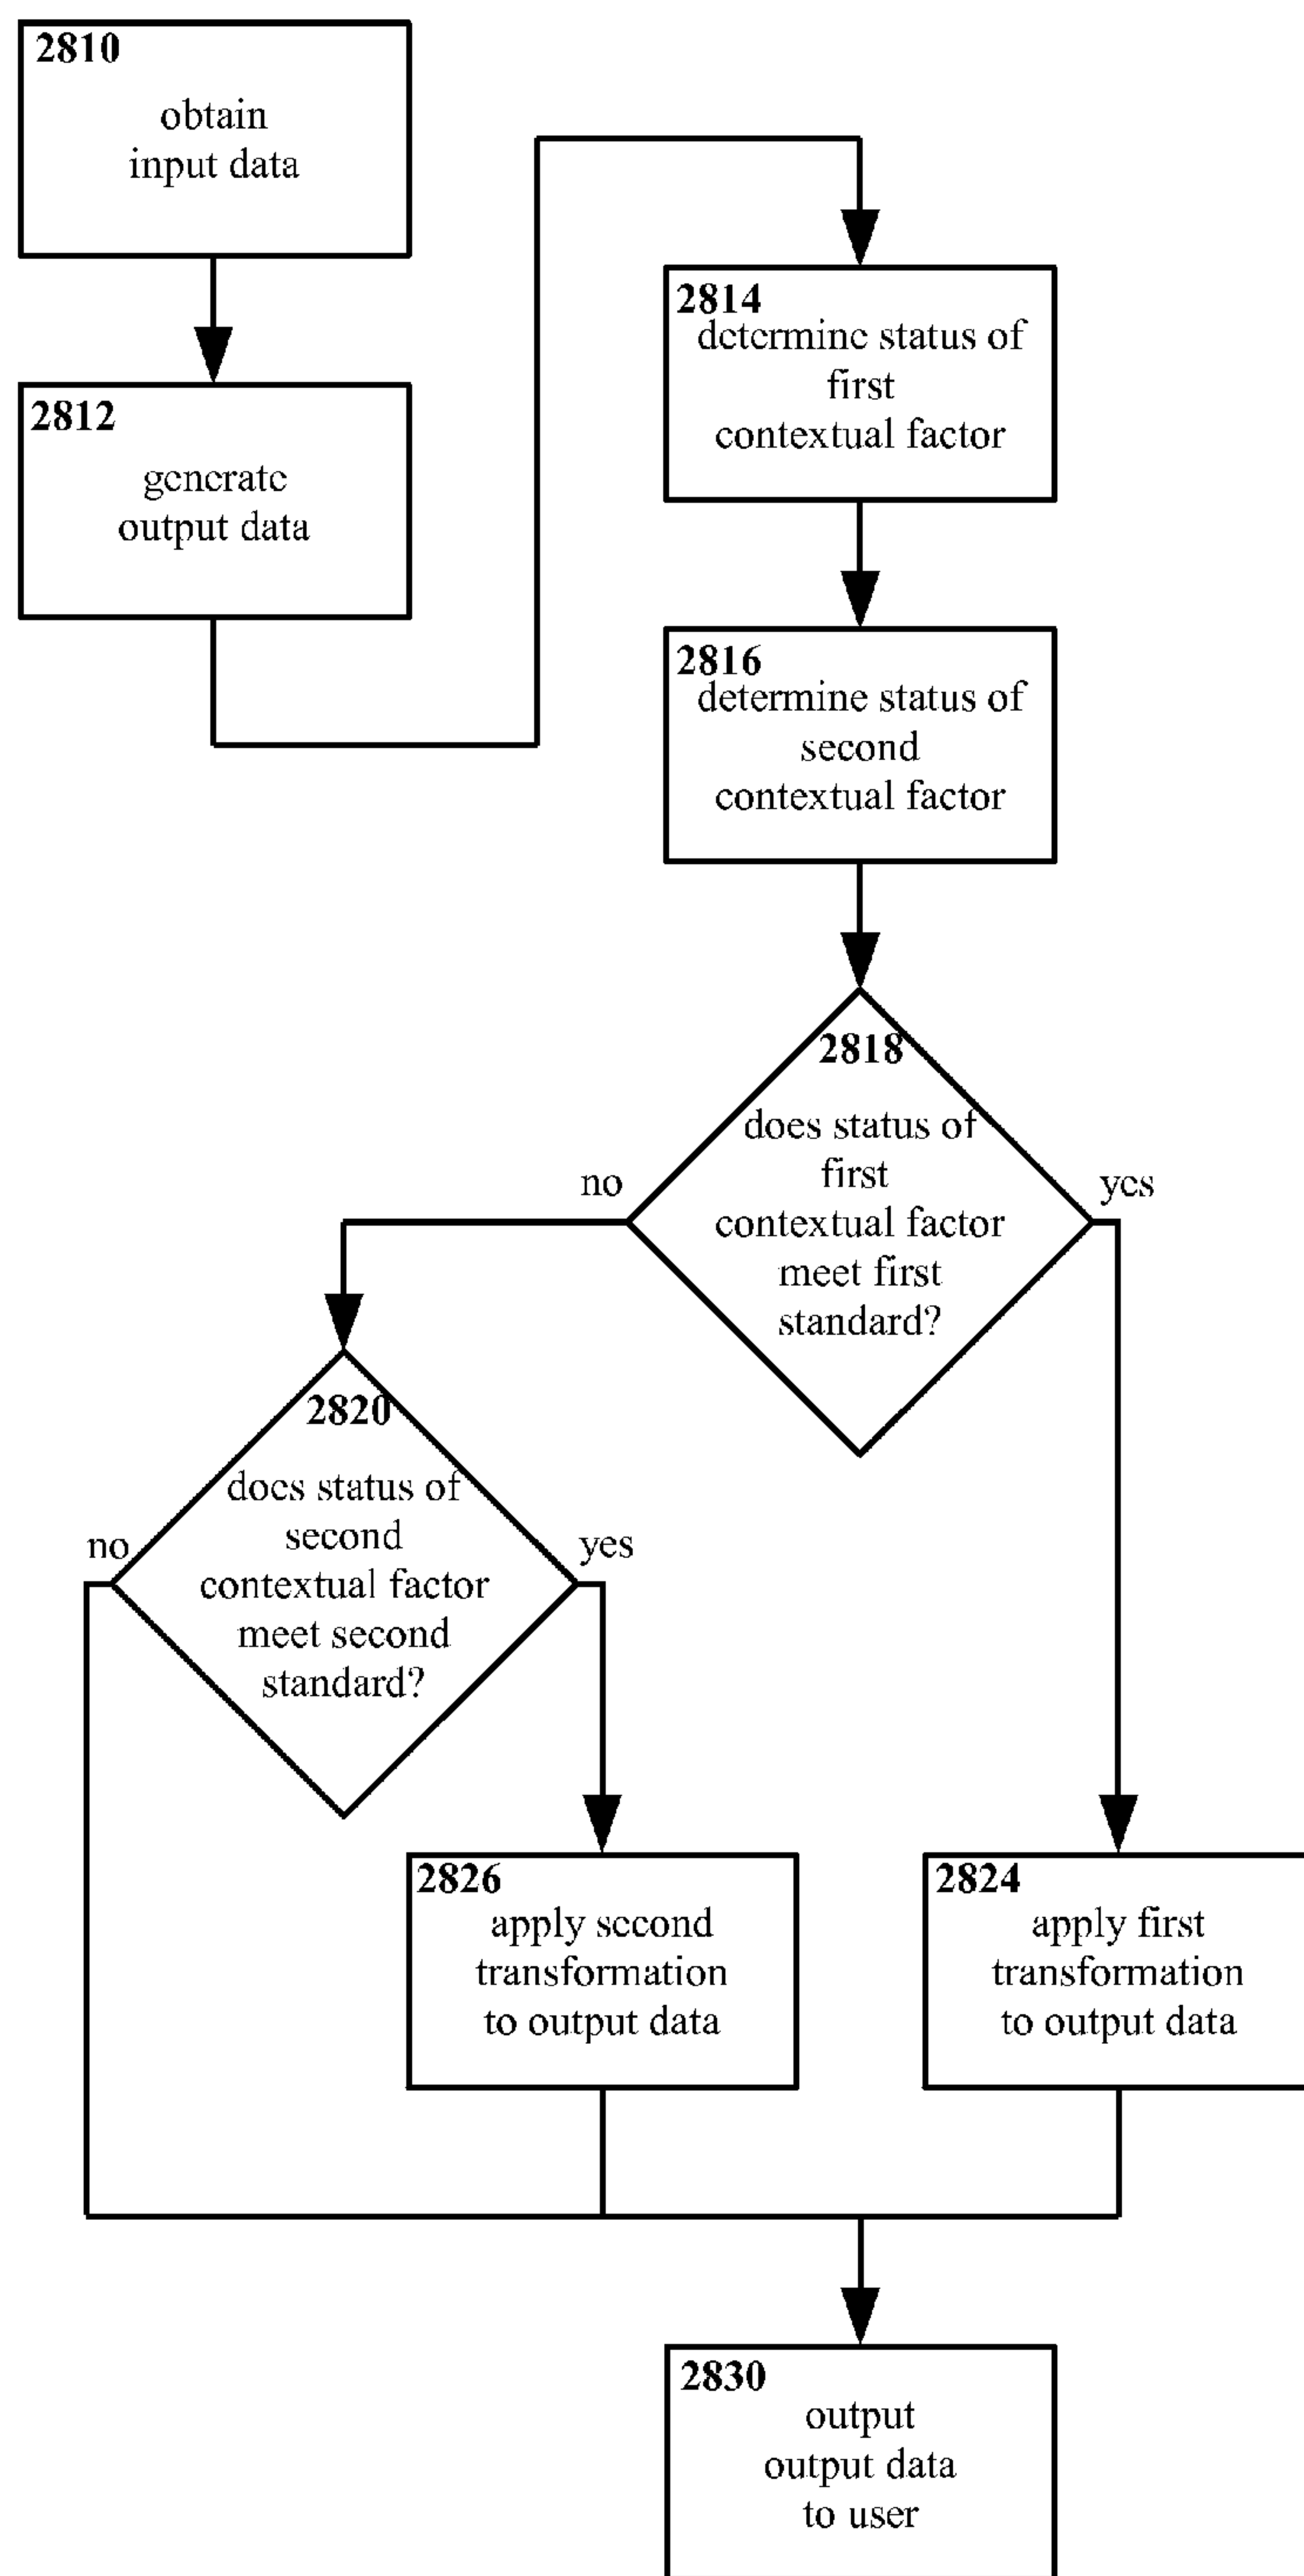 2810
obtain
input data
2812
generate
output data
2814
determine status of
first
contextual factor
2816
determine status of
second
contextual factor
2818
does status of
first
contextual factor
meet first
standard?
no
yes
2820
does status of
second
contextual factor
meet second
standard?
no
yes
2826
apply second
transformation
to output data
2824
apply first
transformation
to output data
2830
output
output data
to user